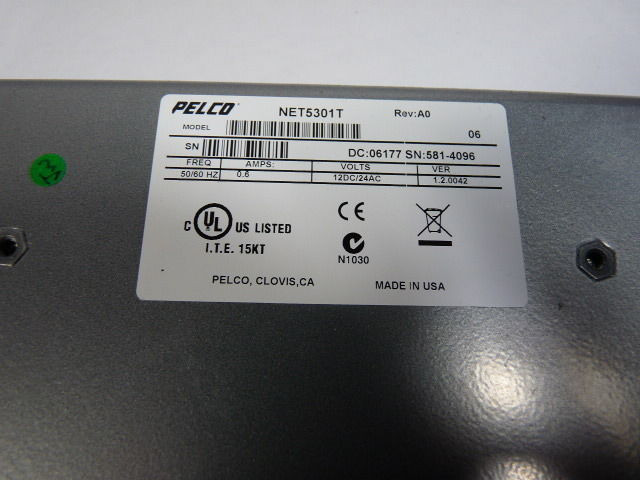 PELCO NET5301T Rev:A0
MODEL 06
SN DC:06177 SN:581-4096
FREQ AMPS: VOLTS VER
50/60 HZ 0.6 12DC/24AC 1.2.0042
C UL US LISTED CE
I.T.E. 15KT N1030
PELCO, CLOVIS,CA MADE IN USA